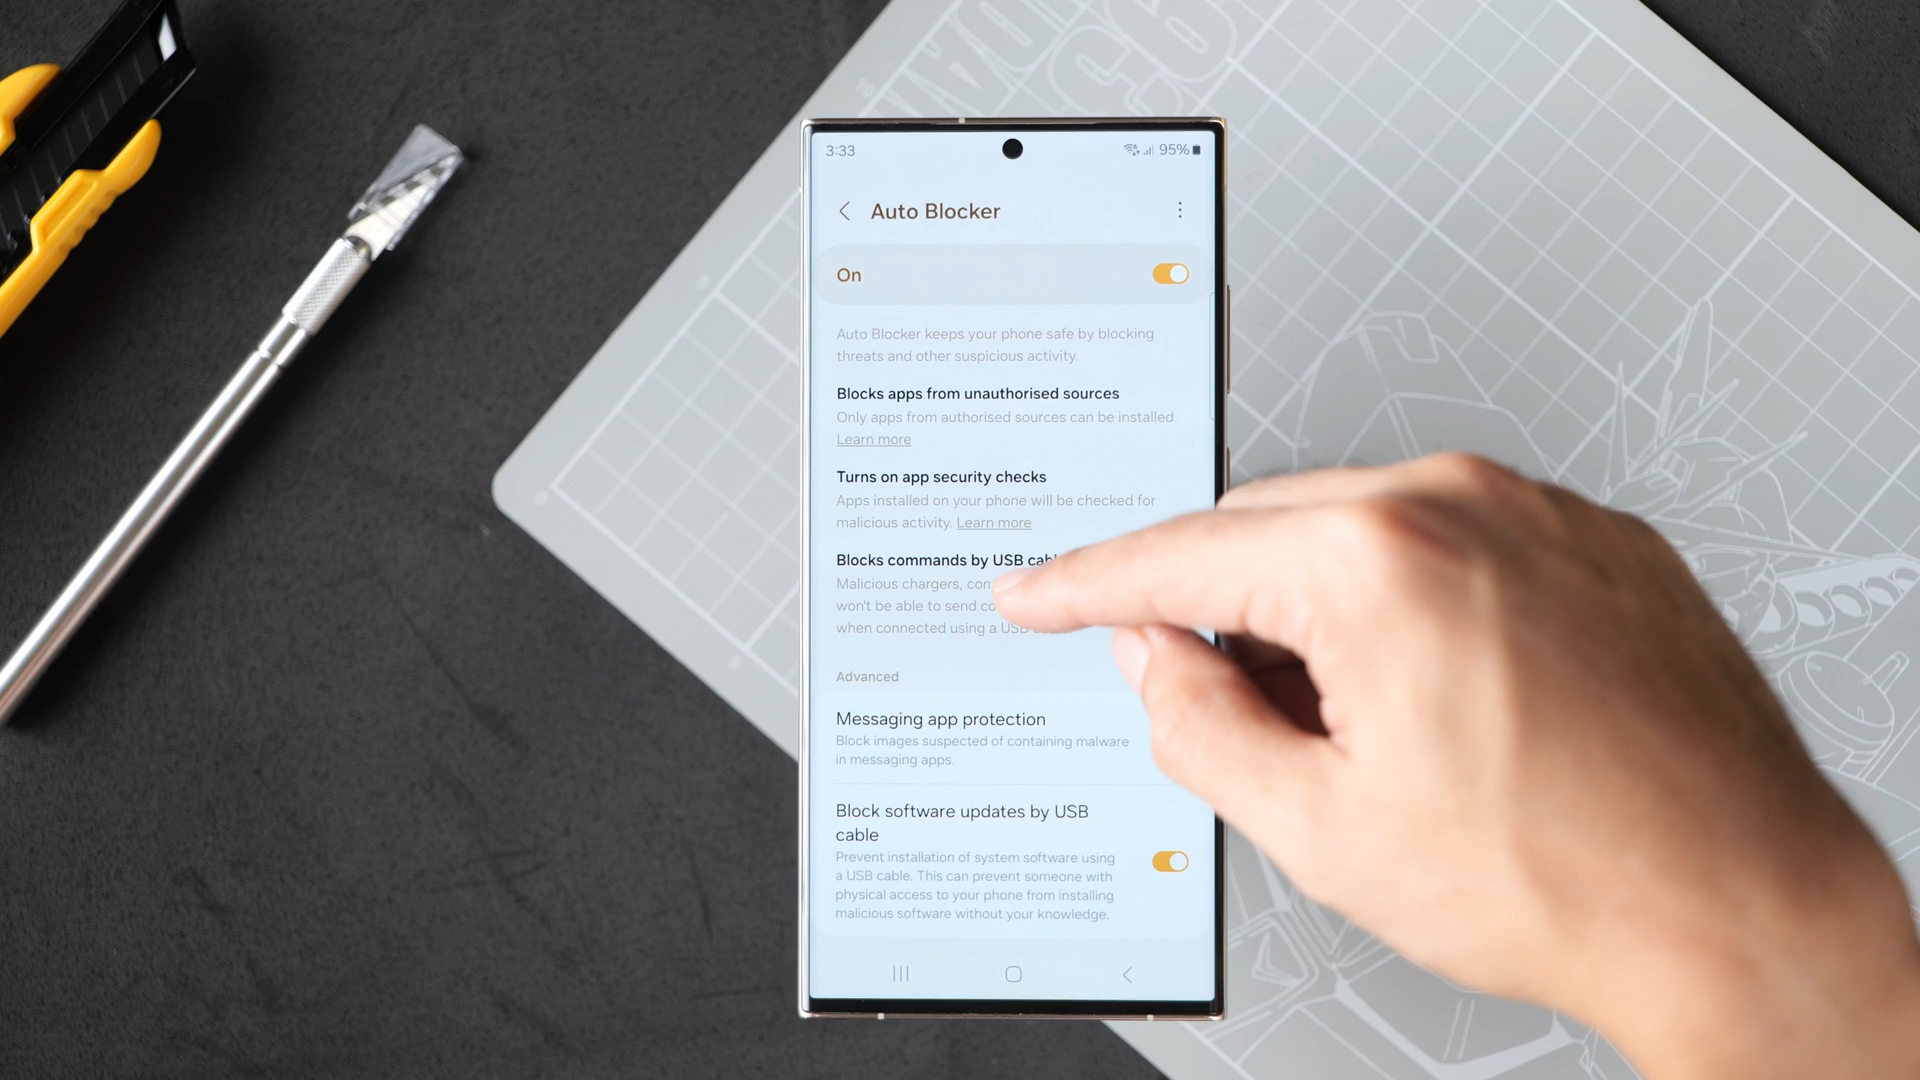 3:33
95%
Auto Blocker
On
Auto Blocker keeps your phone safe by blocking
threats and other suspicious activity.
Blocks apps from unauthorised sources
Only apps from authorised sources can be installed.
Learn more
Turns on app security checks
Apps installed on your phone will be checked for
malicious activity. Learn more
Blocks commands by USB
Malicious chargers,
won't be able to send
when connected using a USB
Advanced
Messaging app protection
Block images suspected of containing malware
in messaging apps.
Block software updates by USB
cable
Prevent installation of system software using
a USB cable. This can prevent someone with
physical access to your phone from installing
malicious software without your knowledge.